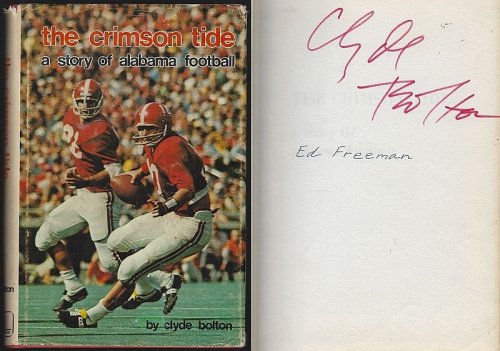 the crimson tide
a story of alabama football
by clyde bolton
Clyde
Bolton
Ed Freeman